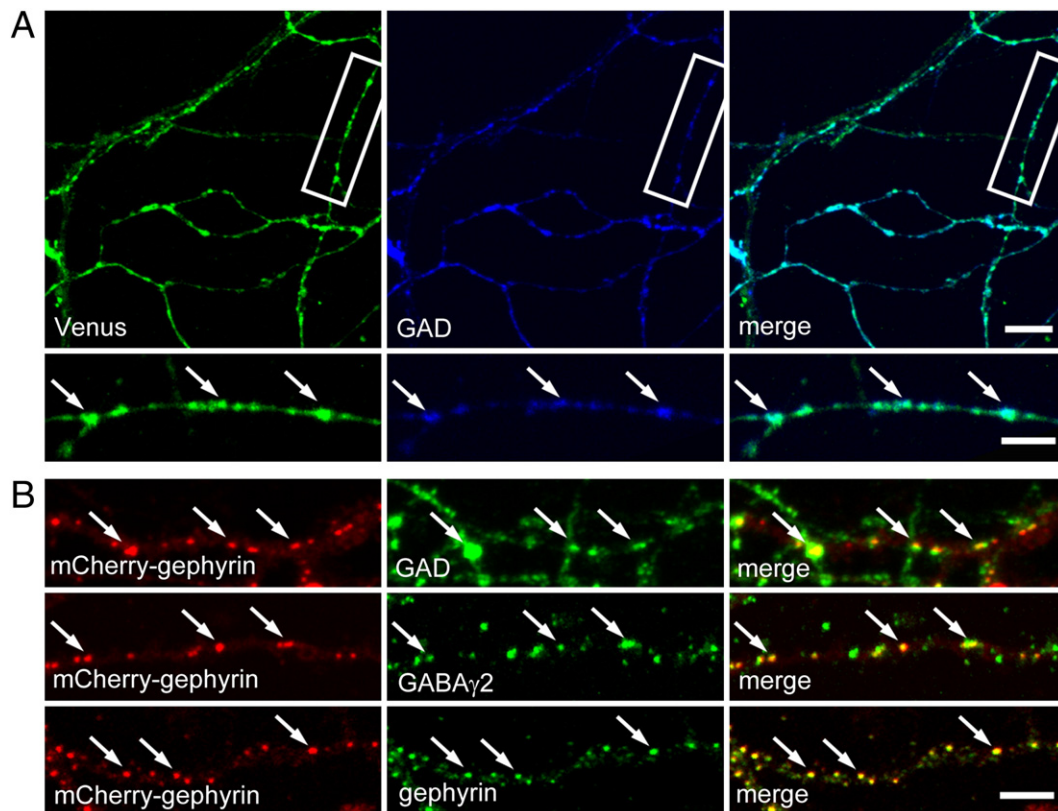 A
Venus
GAD
merge
B
mCherry-gephyrin
GAD
merge
mCherry-gephyrin
GABAγ2
merge
mCherry-gephyrin
gephyrin
merge